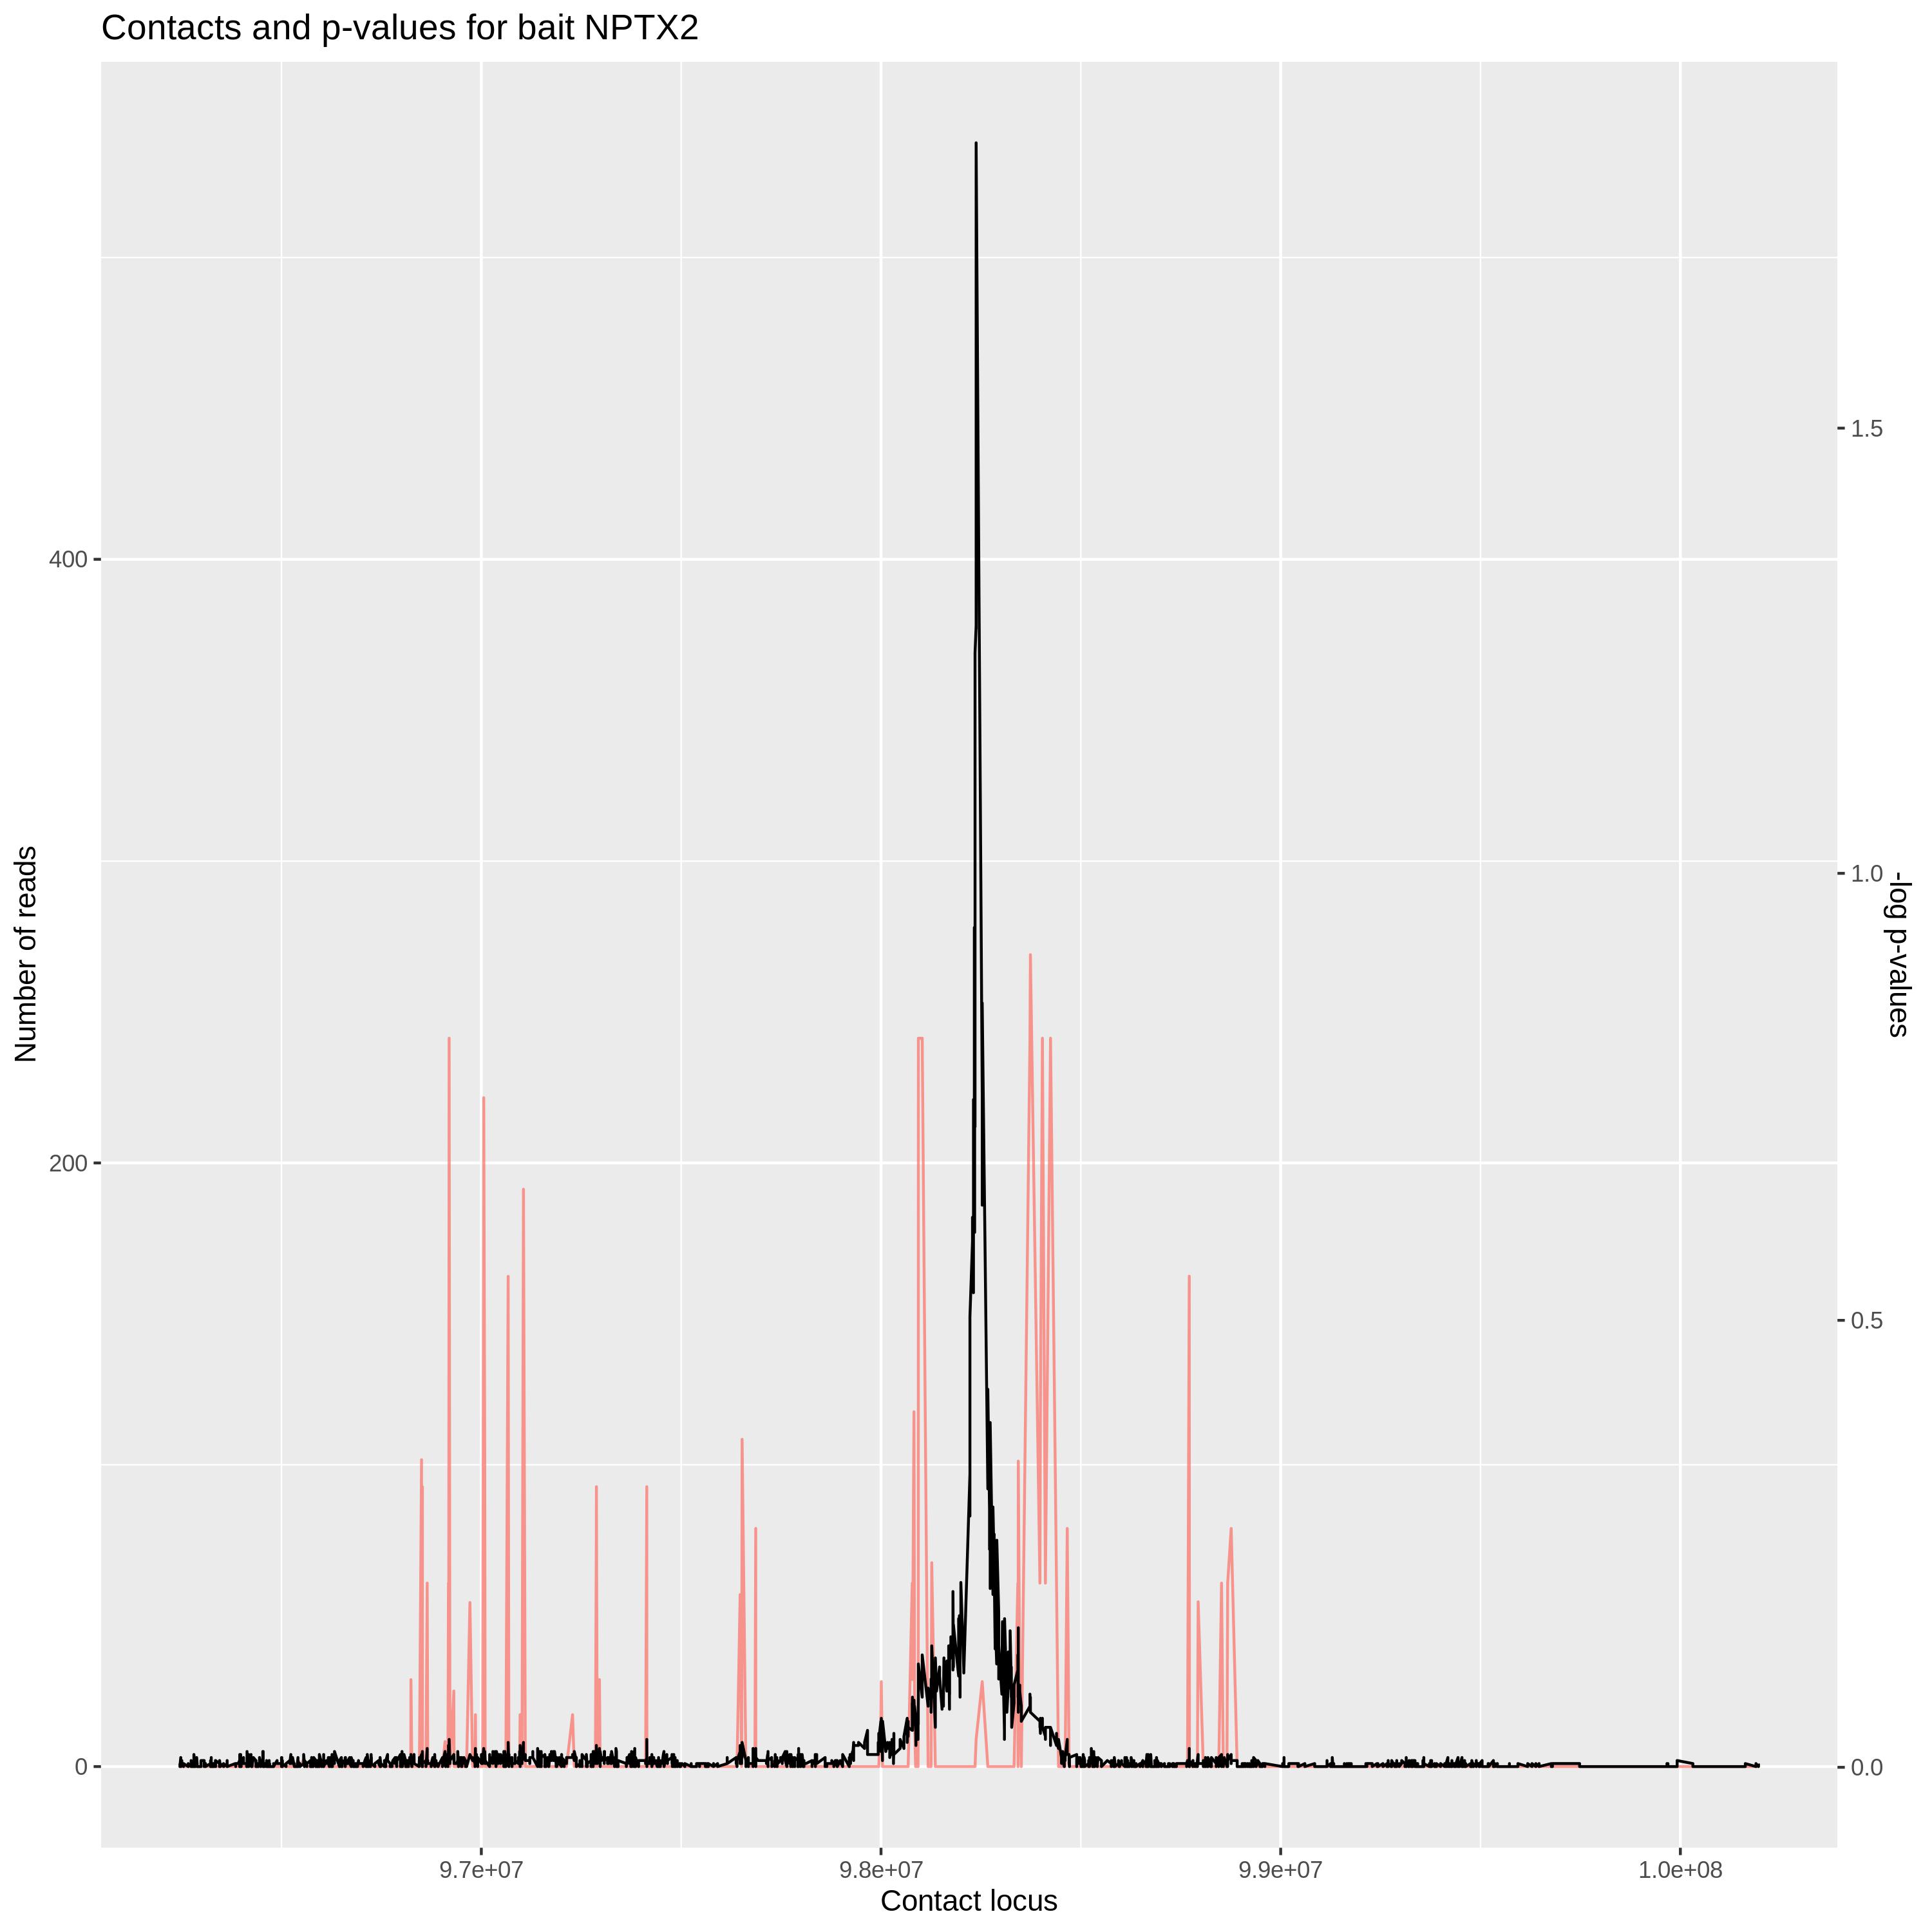 Contacts and p-values for bait NPTX2
400
200
0
Number of reads
1.5
1.0
0.5
0.0
-log p-values
9.7e+07
9.8e+07
9.9e+07
1.0e+08
Contact locus